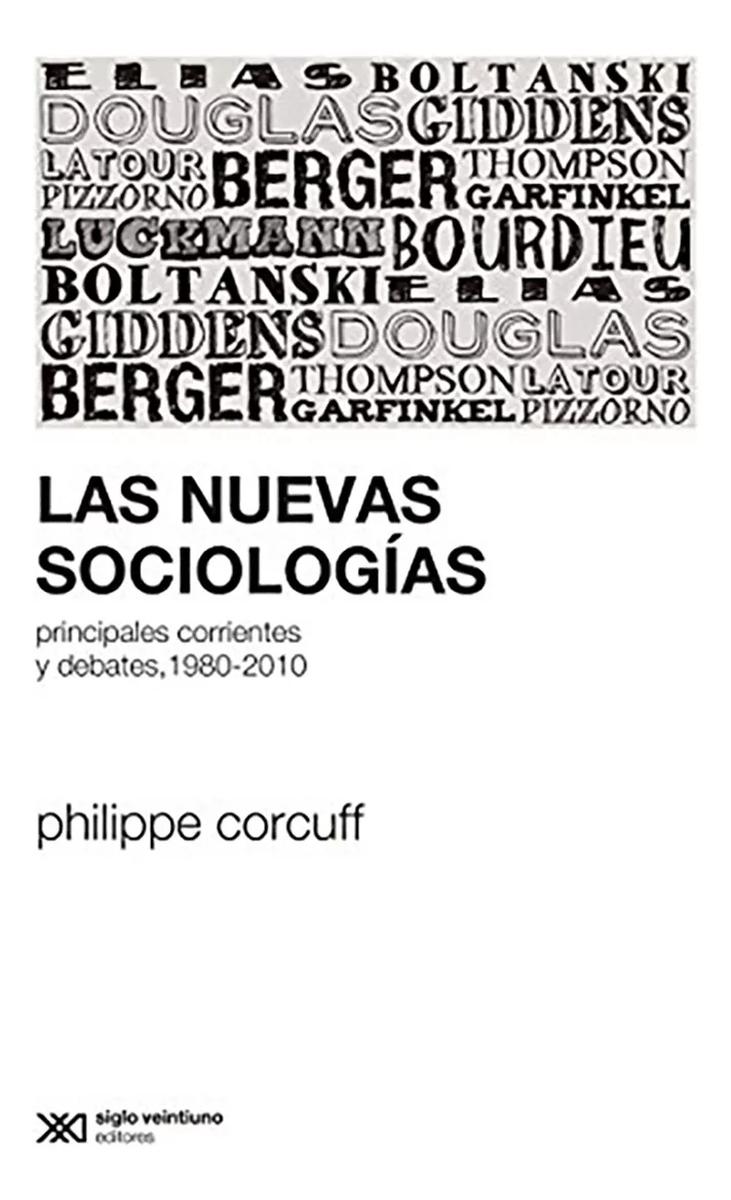 ELIAS BOLTANSKI
DOUGLAS GIDDENS
LATOUR BERGER THOMPSON
PIZZORNO GARFINKEL
LUCKMANN BOURDIEU
BOLTANSKI ELIAS
GIDDENS DOUGLAS
BERGER THOMPSON LATOUR
GARFINKEL PIZZORNO
LAS NUEVAS
SOCIOLOGÍAS
principales corrientes
y debates, 1980-2010
philippe corcuff
siglo veintiuno
editores